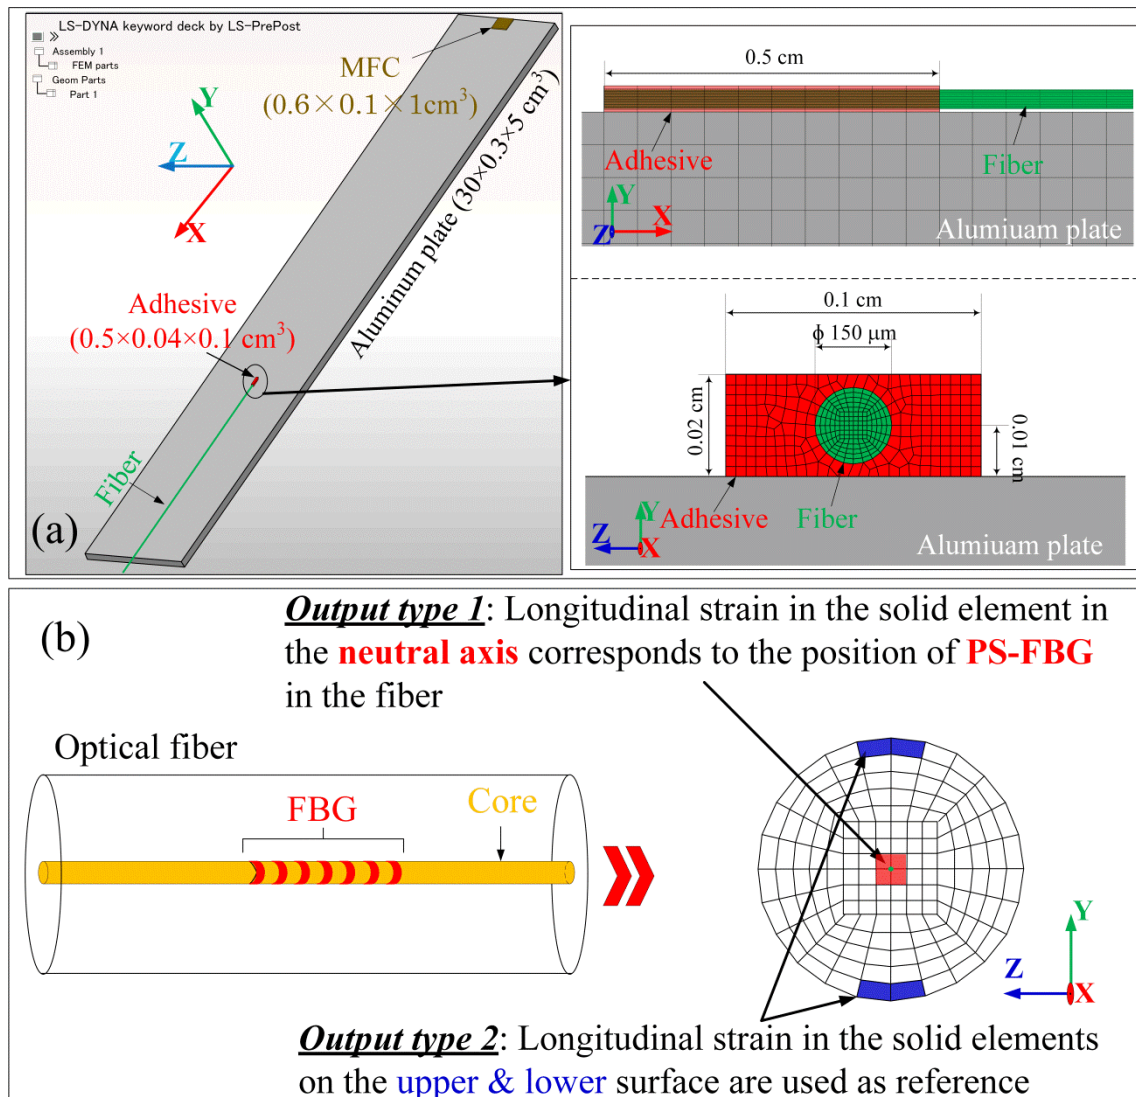 LS-DYNA keyword deck by LS-PrePost
Assembly 1
FEM parts
Geom Parts
Part 1
MFC
(0.6×0.1×1cm³)
Y
Z
X
Aluminum plate (30×0.3×5 cm³)
Adhesive
(0.5×0.04×0.1 cm³)
Fiber
(a)
0.5 cm
Adhesive
Fiber
Y
Z
X
Alumiuam plate
0.1 cm
ϕ 150 μm
0.02 cm
0.01 cm
Adhesive
Fiber
Y
Z
X
Alumiuam plate
(b)
Output type 1: Longitudinal strain in the solid element in
the neutral axis corresponds to the position of PS-FBG
in the fiber
Optical fiber
FBG
Core
Y
Z
X
Output type 2: Longitudinal strain in the solid elements
on the upper & lower surface are used as reference